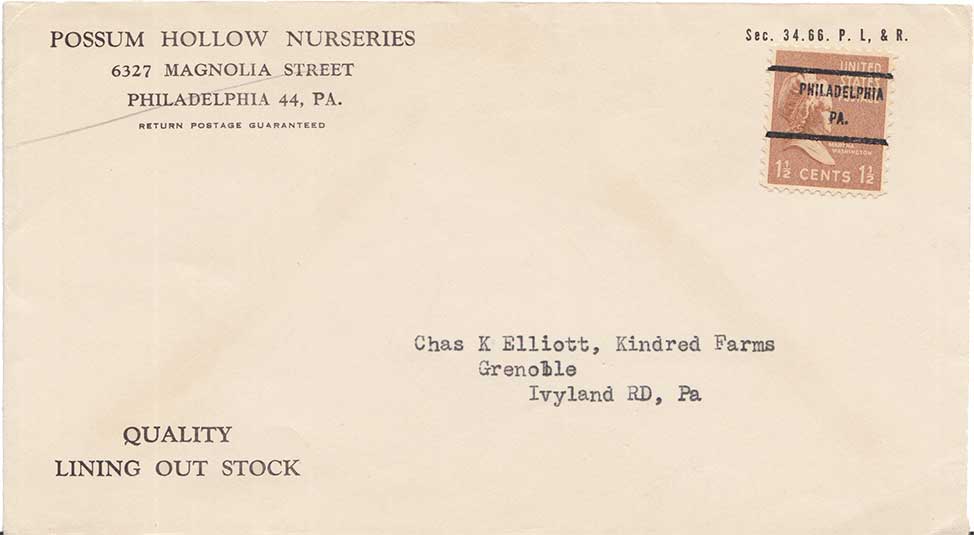 POSSUM HOLLOW NURSERIES
6327 MAGNOLIA STREET
PHILADELPHIA 44, PA.
RETURN POSTAGE GUARANTEED
Sec. 34.66. P. L, & R.
UNITED
STATES
PHILADELPHIA
PA.
MARTHA
WASHINGTON
1½ CENTS 1½
Chas K Elliott, Kindred Farms
Grenoble
Ivyland RD, Pa
QUALITY
LINING OUT STOCK